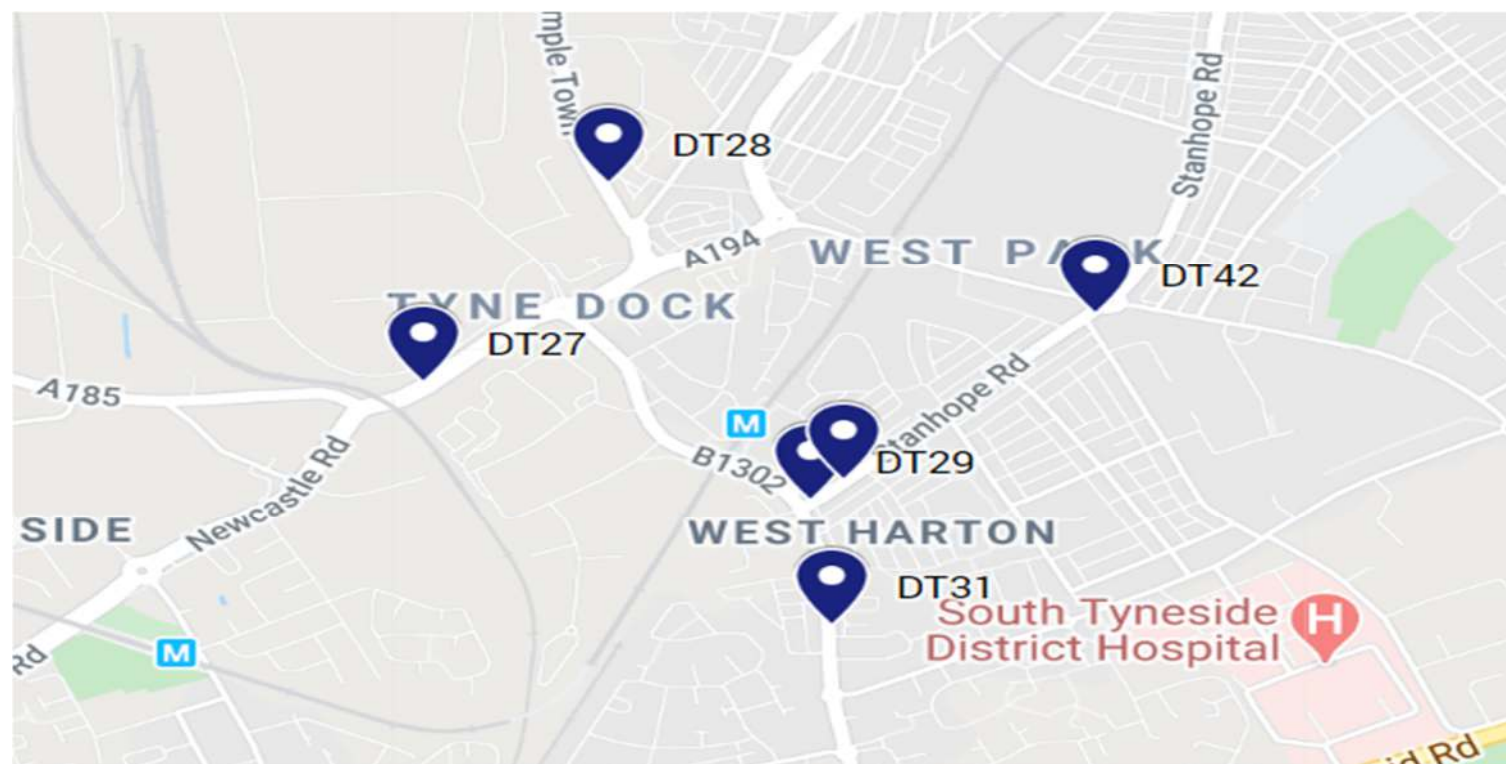 mple Town
DT28
Stanhope Rd
A194
WEST PARK
DT42
TYNE DOCK
DT27
A185
Stanhope Rd
M
B1302
DT29
Newcastle Rd
SIDE
WEST HARTON
DT31
South Tyneside
District Hospital
H
M
Rd
Rd